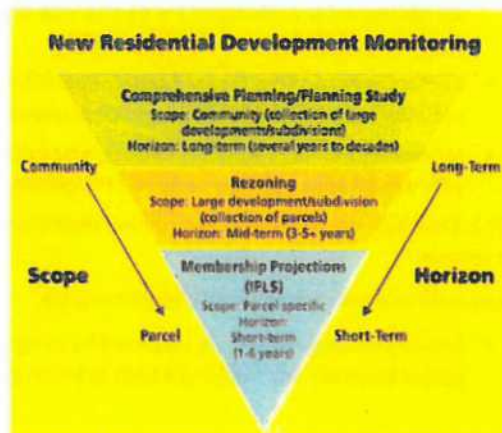 New Residential Development Monitoring
Comprehensive Planning/Planning Study
Scope: Community (collection of large
developments/subdivisions)
Horizon: Long-term (several years to decades)
Community
Long-Term
Rezoning
Scope: Large development/subdivision
(collection of parcels)
Horizon: Mid-term (3-5+ years)
Scope
Horizon
Membership Projections
(IPLS)
Scope: Parcel specific
Horizon:
Short-term
(1-6 years)
Parcel
Short-Term